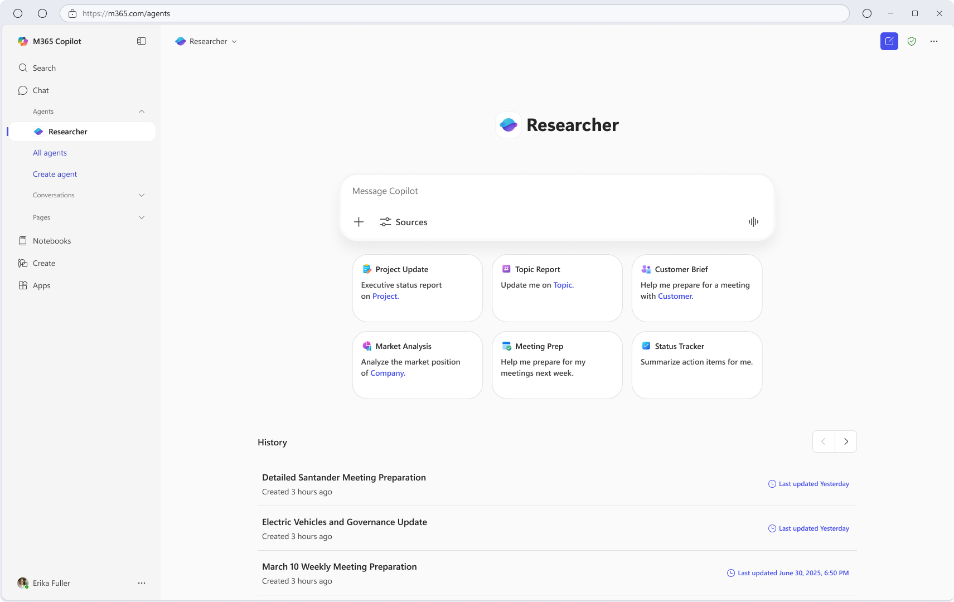 https://m365.com/agents
M365 Copilot
Search
Chat
Agents
Researcher
All agents
Create agent
Conversations
Pages
Notebooks
Create
Apps
Erika Fuller
Researcher
Researcher
Message Copilot
Sources
Project Update
Executive status report
on Project.
Topic Report
Update me on Topic.
Customer Brief
Help me prepare for a meeting
with Customer.
Market Analysis
Analyze the market position
of Company.
Meeting Prep
Help me prepare for my
meetings next week.
Status Tracker
Summarize action items for me.
History
Detailed Santander Meeting Preparation
Created 3 hours ago
Last updated Yesterday
Electric Vehicles and Governance Update
Created 3 hours ago
Last updated Yesterday
March 10 Weekly Meeting Preparation
Created 3 hours ago
Last updated June 30, 2025, 6:50 PM